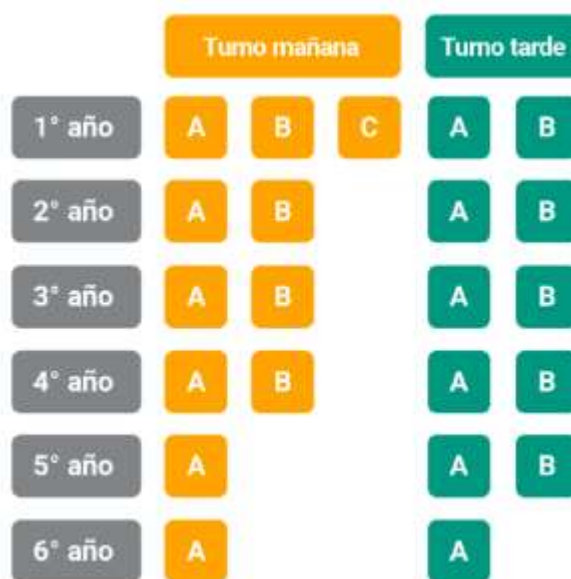 Turno mañana Turno tarde
1° año A B C A B
2° año A B A B
3° año A B A B
4° año A B A B
5° año A A B
6° año A A